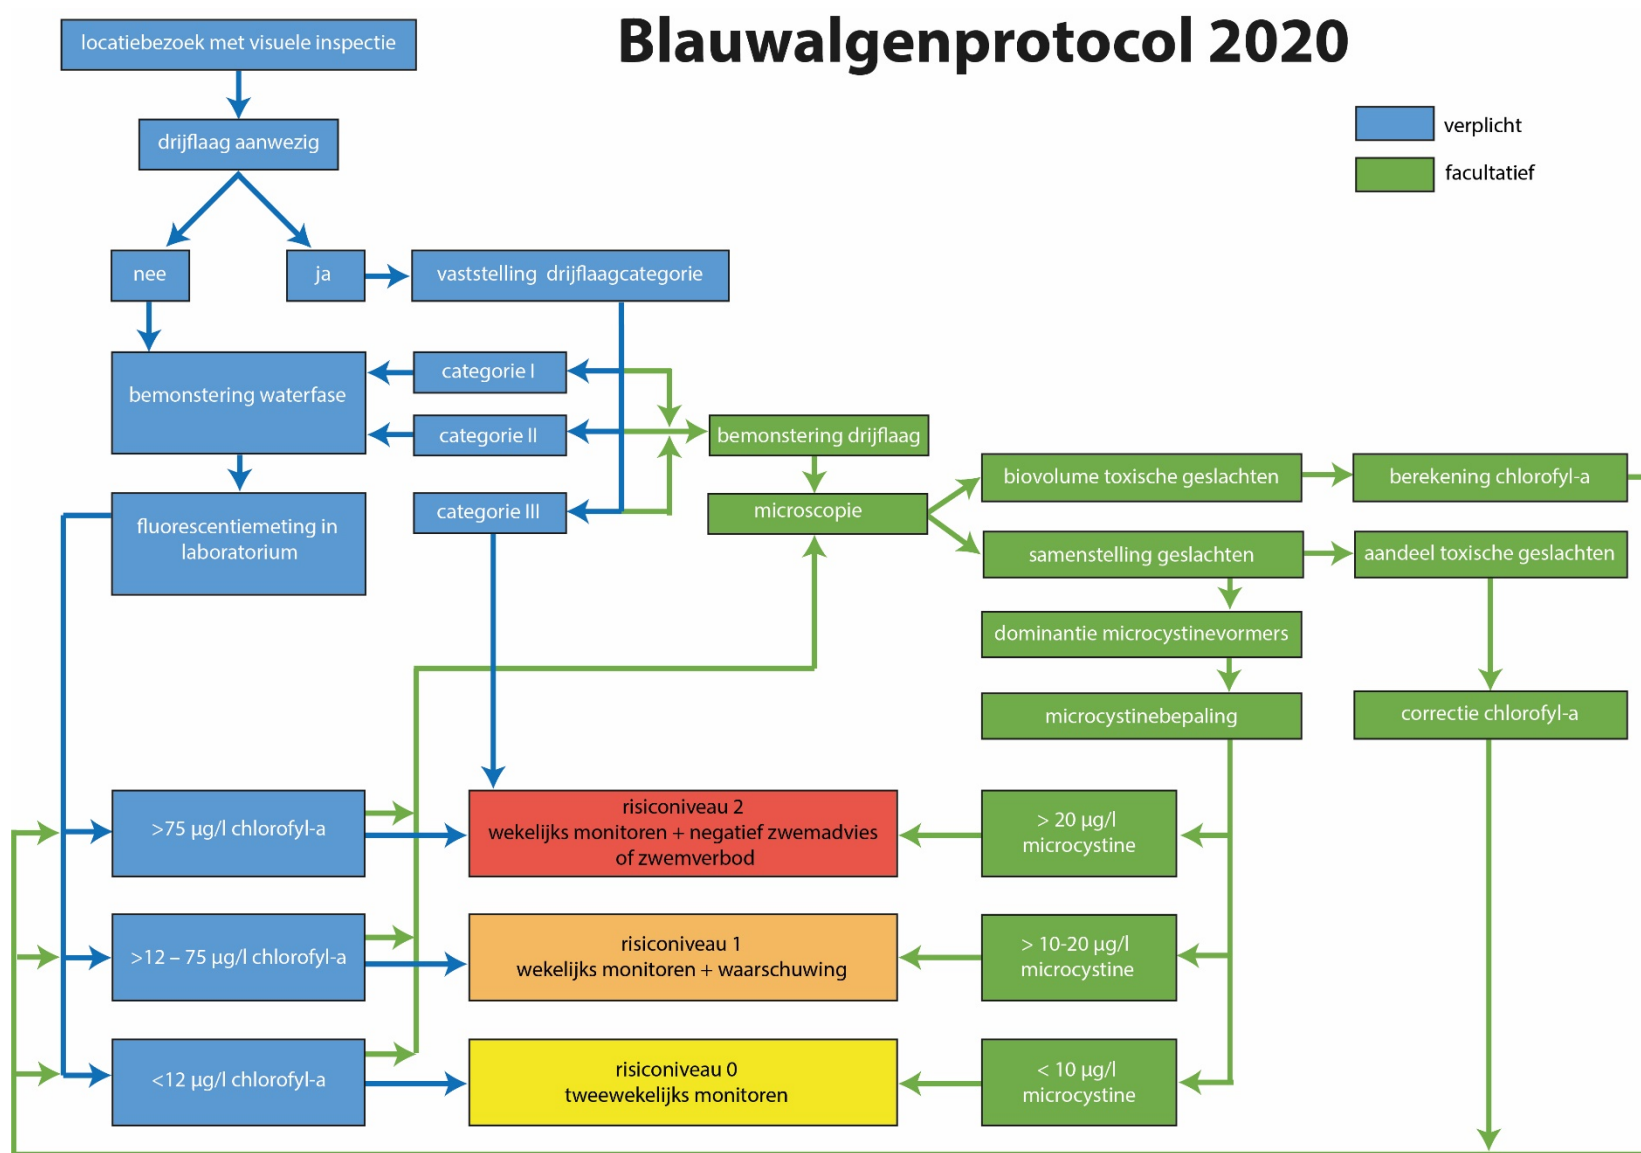 Blauwalgenprotocol 2020
locatiebezoek met visuele inspectie
verplicht
facultatief
drijflaag aanwezig
nee
ja
vaststelling drijflaagcategorie
bemonstering waterfase
categorie I
categorie II
categorie III
bemonstering drijflaag
microscopie
biovolume toxische geslachten
berekening chlorofyl-a
samenstelling geslachten
aandeel toxische geslachten
fluorescentiemeting in
laboratorium
dominantie microcystinevormers
microcystinebepaling
correctie chlorofyl-a
>75 µg/l chlorofyl-a
risiconiveau 2
wekelijks monitoren + negatief zwemadvies
of zwemverbod
> 20 µg/l
microcystine
>12 – 75 µg/l chlorofyl-a
risiconiveau 1
wekelijks monitoren + waarschuwing
> 10-20 µg/l
microcystine
<12 µg/l chlorofyl-a
risiconiveau 0
tweewekelijks monitoren
< 10 µg/l
microcystine